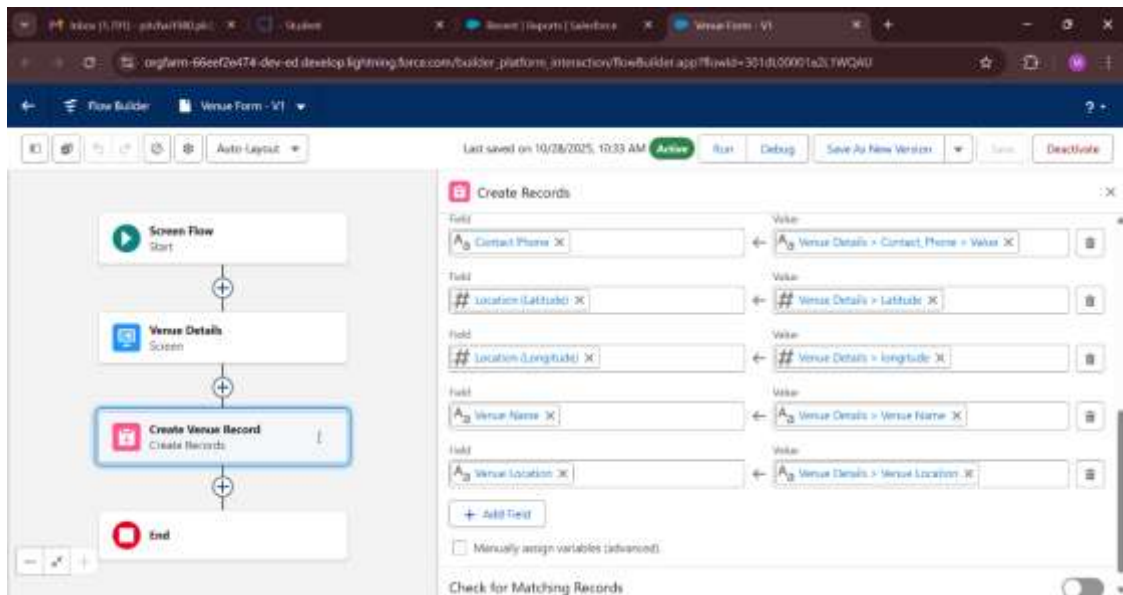 Student
Recent | Reports | Salesforce
Venue Form - V1
Flow Builder
Venue Form - V1
?
Auto-Layout
Last saved on 10/28/2025, 10:33 AM
Active
Run
Debug
Save As New Version
Save
Deactivate
Screen Flow
Start
Venue Details
Screen
Create Venue Record
Create Records
End
Create Records
Field
Value
Contact Phone
Venue Details > Contact_Phone > Value
Field
Value
Location (Latitude)
Venue Details > Latitude
Field
Value
Location (Longitude)
Venue Details > longitude
Field
Value
Venue Name
Venue Details > Venue Name
Field
Value
Venue Location
Venue Details > Venue Location
+ Add Field
Manually assign variables (advanced)
Check for Matching Records